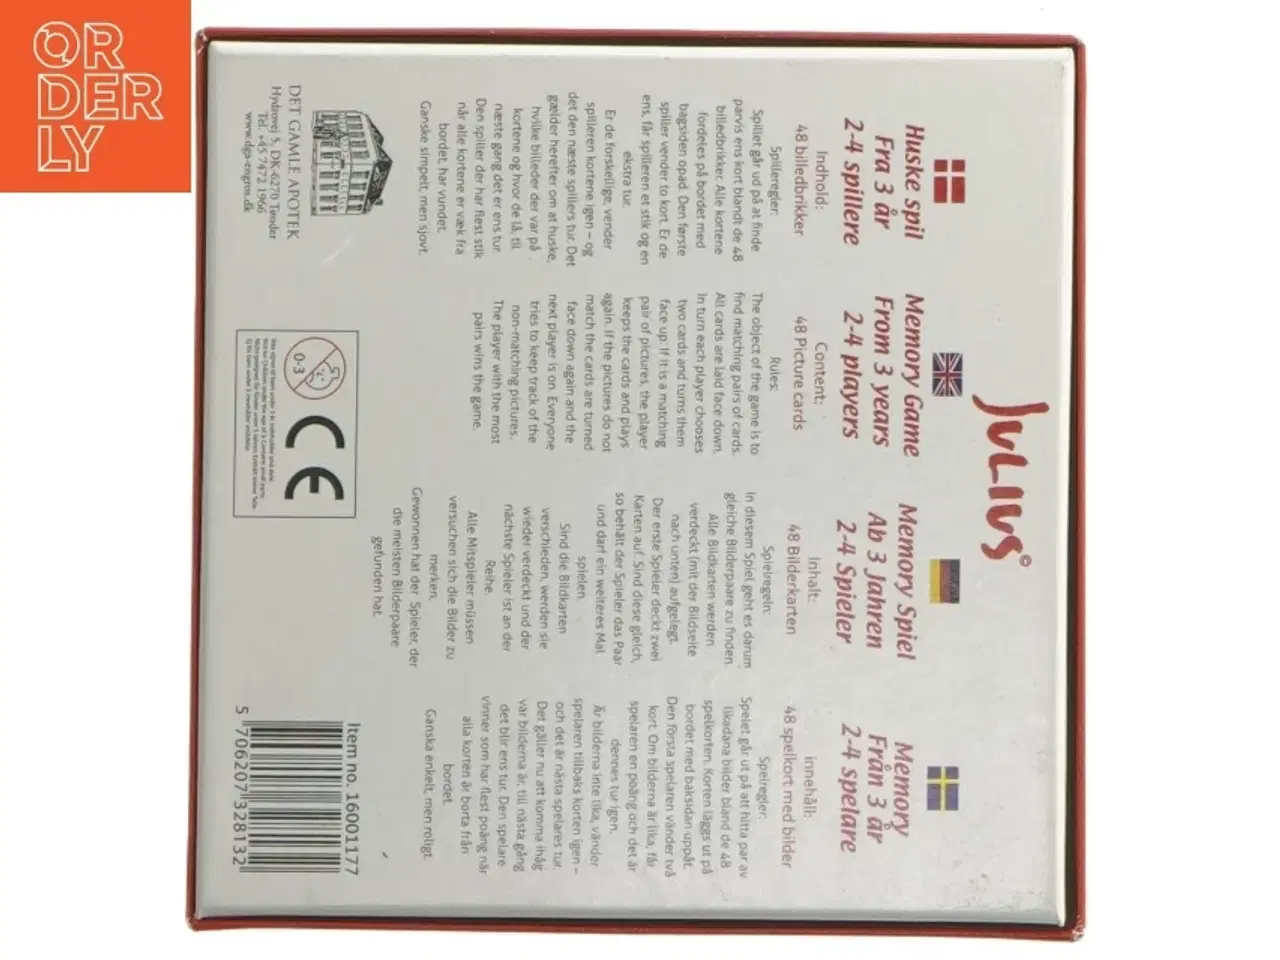 OR
DER
LY
JULIUS©
Huske spil
Fra 3 år
2-4 spillere
Indhold:
48 billedbrikker
Spilleregler:
Spillet går ud på at finde
parvis ens kort blandt de 48
billedbrikker. Alle kortene
fordeles på bordet med
bagsiden opad. Den første
spiller vender to kort. Er de
ens, får spilleren et stik og en
ekstra tur.
Er de forskellige, vender
spilleren kortene igen – og
det den næste spillers tur. Det
gælder herefter om at huske,
hvilke billeder der var på
kortene og hvor de lå, til
næste gang det er ens tur.
Den spiller der har flest stik
når alle kortene er væk fra
bordet, har vundet.
Ganske simpelt, men sjovt.
Memory Game
From 3 years
2-4 players
Content:
48 Picture cards
Rules:
The object of the game is to
find matching pairs of cards.
All cards are laid face down.
In turn each player chooses
two cards and turns them
face up. If it is a matching
pair of pictures, the player
keeps the cards and plays
again. If the pictures do not
match the cards are turned
face down again and the
next player is on. Everyone
tries to keep track of the
non-matching pictures.
The player with the most
pairs wins the game.
Memory Spiel
Ab 3 Jahren
2-4 Spieler
Inhalt:
48 Bilderkarten
Spielregeln:
In diesem Spiel geht es darum
gleiche Bilderpaare zu finden.
Alle Bildkarten werden
verdeckt (mit der Bildseite
nach unten) aufgelegt.
Der erste Spieler deckt zwei
Karten auf. Sind diese gleich,
so behält der Spieler das Paar
und darf ein weiteres Mal
spielen.
Sind die Bildkarten
verschieden, werden sie
wieder verdeckt und der
nächste Spieler ist an der
Reihe.
Alle Mitspieler müssen
versuchen sich die Bilder zu
merken.
Gewonnen hat der Spieler, der
die meisten Bilderpaare
gefunden hat.
Memory
Från 3 år
2-4 spelare
innehåll:
48 spelkort med bilder
Spelregler:
Spelet går ut på att hitta par av
likadana bilder bland de 48
spelkorten. Korten läggs ut på
bordet med baksidan uppåt.
Den första spelaren vänder två
kort. Om bilderna är lika, får
spelaren en poäng och det är
dennes tur igen.
Är bilderna inte lika, vänder
spelaren tillbaks korten igen –
och det är nästa spelares tur.
Det gäller nu att komma ihåg
var bilderna är, till nästa gång
det blir ens tur. Den spelare
vinner som har flest poäng när
alla korten är borta från
bordet.
Ganska enkelt, men roligt.
DET GAMLE APOTEK
Hydrovej 5, DK-6270 Tønder
Tel. +45 7472 1966
www.dga-engros.dk
0-3
CE
Item no. 16001177
5 706207 328132